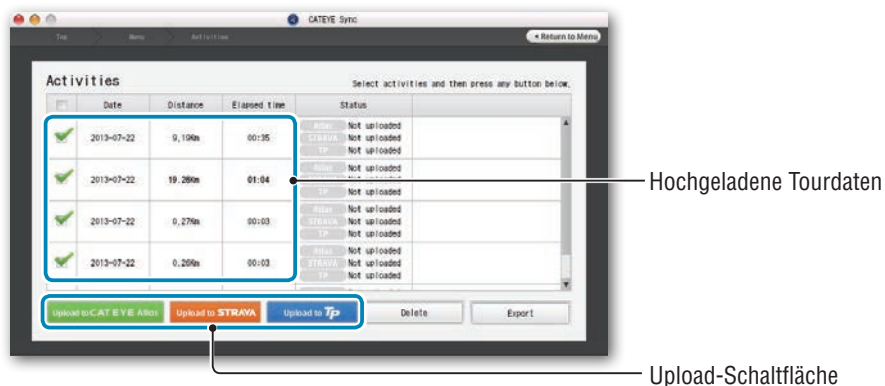 CATEYE Sync
Top Menu Activities
Return to Menu
Activities
Select activities and then press any button below.
Date Distance Elapsed time Status
2013-07-22 9,19Km 00:35 Atlas Not uploaded
STRAVA Not uploaded
TP Not uploaded
2013-07-22 19.26Km 01:04 Atlas Not uploaded
Not uploaded
TP Not uploaded
2013-07-22 0,27Km 00:03 Atlas Not uploaded
STRAVA Not uploaded
TP Not uploaded
2013-07-22 0,26Km 00:03 Atlas Not uploaded
STRAVA Not uploaded
TP Not uploaded
Upload to CAT EYE Atlas Upload to STRAVA Upload to Tp Delete Export
Hochgeladene Tourdaten
Upload-Schaltfläche